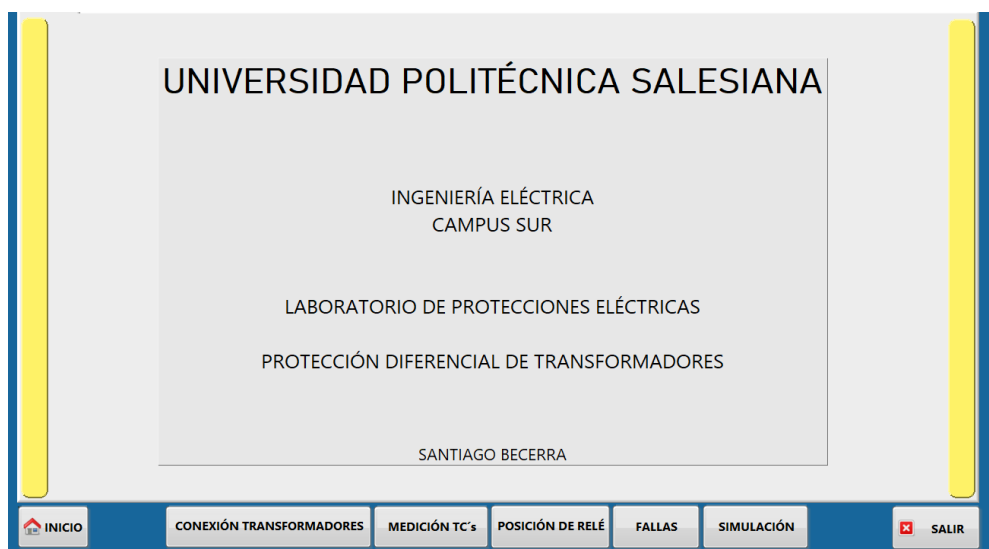 UNIVERSIDAD POLITÉCNICA SALESIANA
INGENIERÍA ELÉCTRICA
CAMPUS SUR
LABORATORIO DE PROTECCIONES ELÉCTRICAS
PROTECCIÓN DIFERENCIAL DE TRANSFORMADORES
SANTIAGO BECERRA
INICIO
CONEXIÓN TRANSFORMADORES
MEDICIÓN TC´s
POSICIÓN DE RELÉ
FALLAS
SIMULACIÓN
SALIR